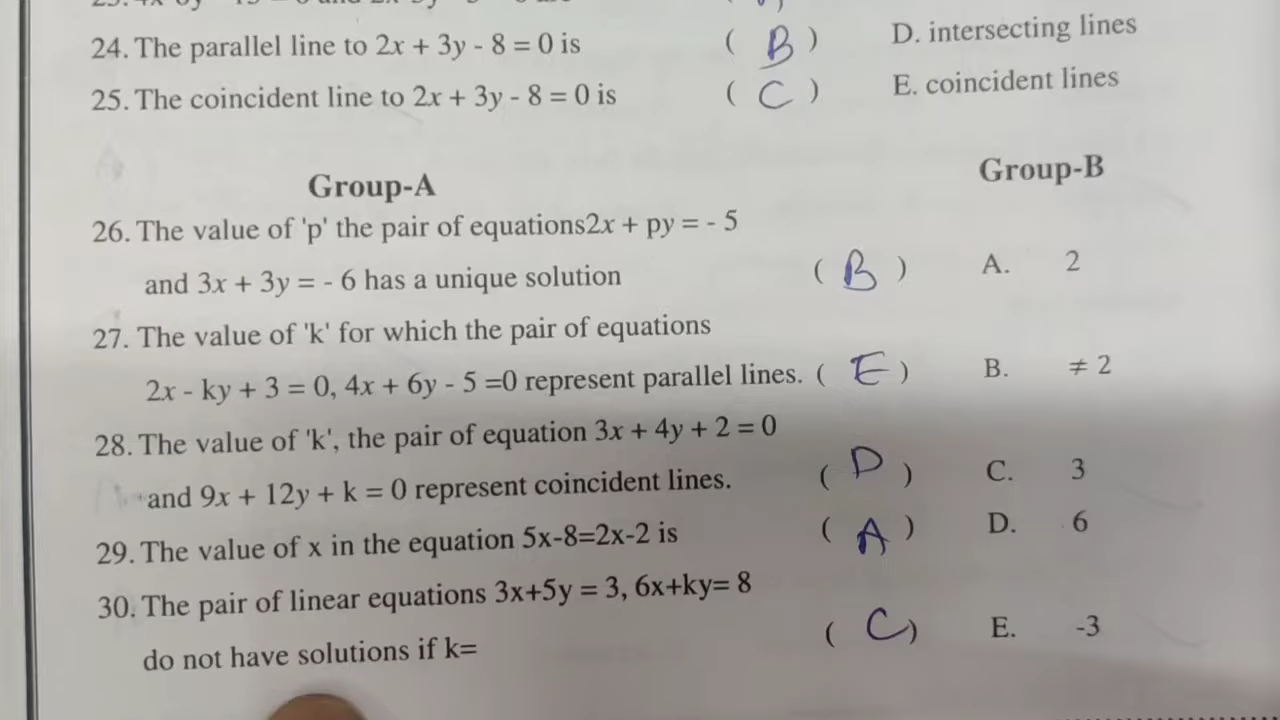 24. The parallel line to 2x + 3y - 8 = 0 is ( B ) D. intersecting lines
25. The coincident line to 2x + 3y - 8 = 0 is ( C ) E. coincident lines
Group-A Group-B
26. The value of 'p' the pair of equations2x + py = - 5
and 3x + 3y = - 6 has a unique solution ( B ) A. 2
27. The value of 'k' for which the pair of equations
2x - ky + 3 = 0, 4x + 6y - 5 =0 represent parallel lines. ( E ) B. ≠ 2
28. The value of 'k', the pair of equation 3x + 4y + 2 = 0
and 9x + 12y + k = 0 represent coincident lines. ( D ) C. 3
29. The value of x in the equation 5x-8=2x-2 is ( A ) D. 6
30. The pair of linear equations 3x+5y = 3, 6x+ky= 8
do not have solutions if k= ( C ) E. -3